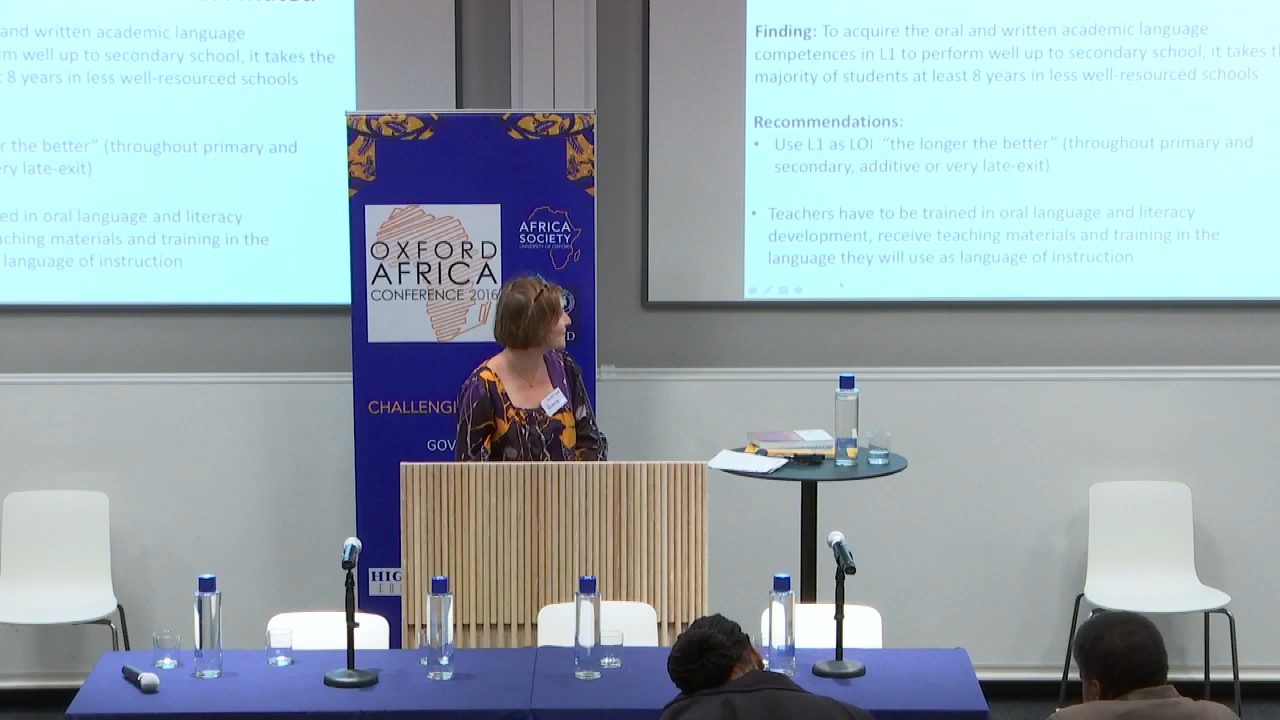 and written academic language
rm well up to secondary school, it takes the
8 years in less well-resourced schools
r the better" (throughout primary and
ery late-exit)
ed in oral language and literacy
aching materials and training in the
language of instruction
Finding: To acquire the oral and written academic language
competences in L1 to perform well up to secondary school, it takes
majority of students at least 8 years in less well-resourced schools
Recommendations:
• Use L1 as LOI "the longer the better" (throughout primary and
secondary, additive or very late-exit)
• Teachers have to be trained in oral language and literacy
development, receive teaching materials and training in the
language they will use as language of instruction
OXFORD
AFRICA
CONFERENCE 2016
AFRICA
SOCIETY
UNIVERSITY OF OXFORD
CHALLENGI
GOV
HIG